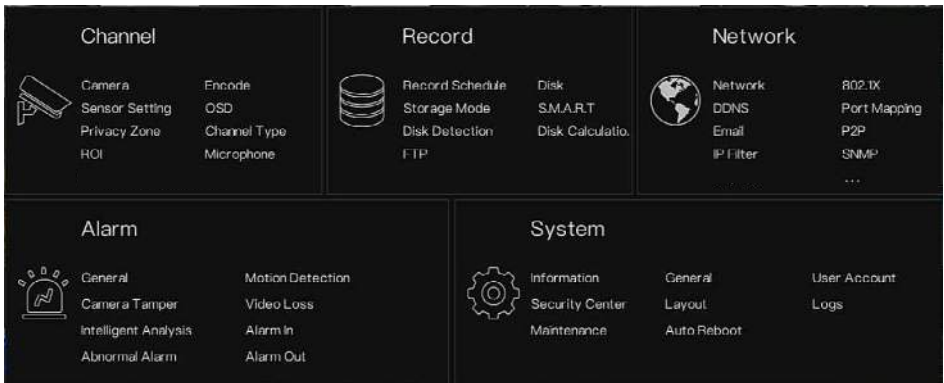 Channel
Camera Encode
Sensor Setting OSD
Privacy Zone Channel Type
ROI Microphone
Record
Record Schedule Disk
Storage Mode S.M.A.R.T
Disk Detection Disk Calculatio.
FTP
Network
Network 802.1X
DDNS Port Mapping
Email P2P
IP Filter SNMP
...
Alarm
General Motion Detection
Camera Tamper Video Loss
Intelligent Analysis Alarm In
Abnormal Alarm Alarm Out
System
Information General User Account
Security Center Layout Logs
Maintenance Auto Reboot